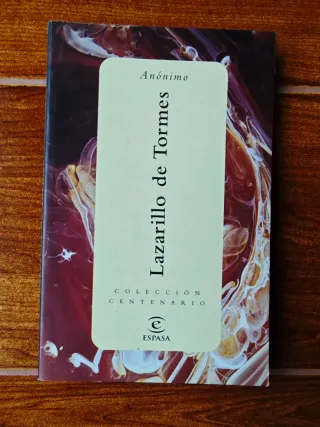 Anónimo
Lazarillo de Tormes
COLECCIÓN
CENTENARIO
ESPASA